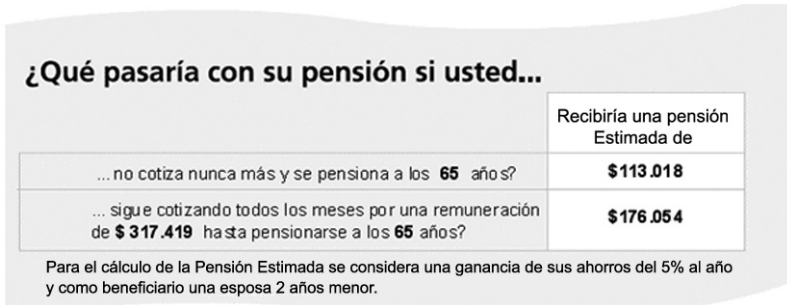 ¿Qué pasaría con su pensión si usted...
Recibiría una pensión
Estimada de
... no cotiza nunca más y se pensiona a los 65 años?
$113.018
... sigue cotizando todos los meses por una remuneración
de $ 317.419 hasta pensionarse a los 65 años?
$176.054
Para el cálculo de la Pensión Estimada se considera una ganancia de sus ahorros del 5% al año
y como beneficiario una esposa 2 años menor.